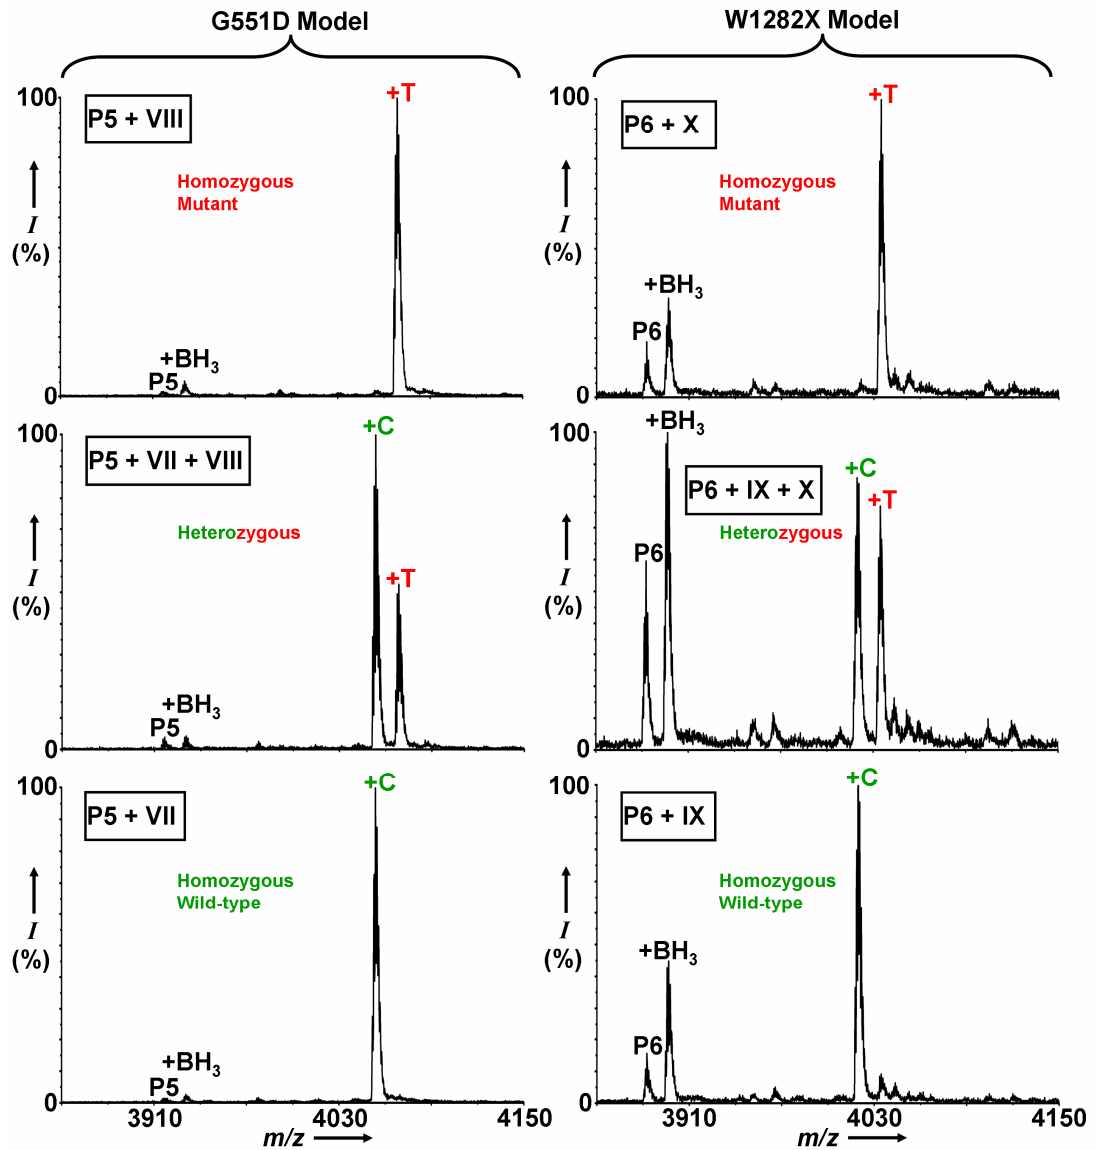 G551D Model
W1282X Model
100
P5 + VIII
+T
Homozygous
Mutant
I
(%)
+BH3
P5
0
100
P6 + X
+T
Homozygous
Mutant
I
(%)
+BH3
P6
0
100
P5 + VII + VIII
+C
Heterozygous
+T
I
(%)
+BH3
P5
0
100
+BH3
P6 + IX + X
+C
+T
Heterozygous
P6
I
(%)
0
100
P5 + VII
+C
Homozygous
Wild-type
I
(%)
+BH3
P5
0
3910
4030
4150
m/z
100
P6 + IX
+C
Homozygous
Wild-type
I
(%)
+BH3
P6
0
3910
4030
4150
m/z